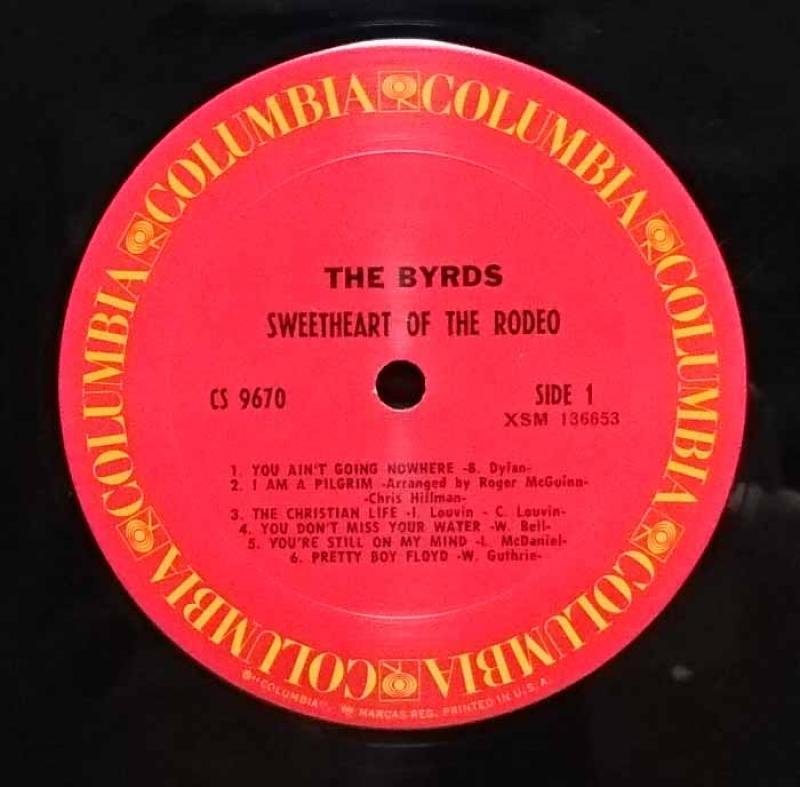 COLUMBIA COLUMBIA COLUMBIA COLUMBIA COLUMBIA COLUMBIA
THE BYRDS
SWEETHEART OF THE RODEO
CS 9670
SIDE 1
XSM 136653
1. YOU AIN'T GOING NOWHERE -B. Dylan-
2. I AM A PILGRIM -Arranged by Roger McGuinn-
-Chris Hillman-
3. THE CHRISTIAN LIFE -I. Louvin - C. Louvin-
4. YOU DON'T MISS YOUR WATER -W. Bell-
5. YOU'RE STILL ON MY MIND -L. McDaniel-
6. PRETTY BOY FLOYD -W. Guthrie-
® "COLUMBIA", MARCAS REG. PRINTED IN U.S.A.